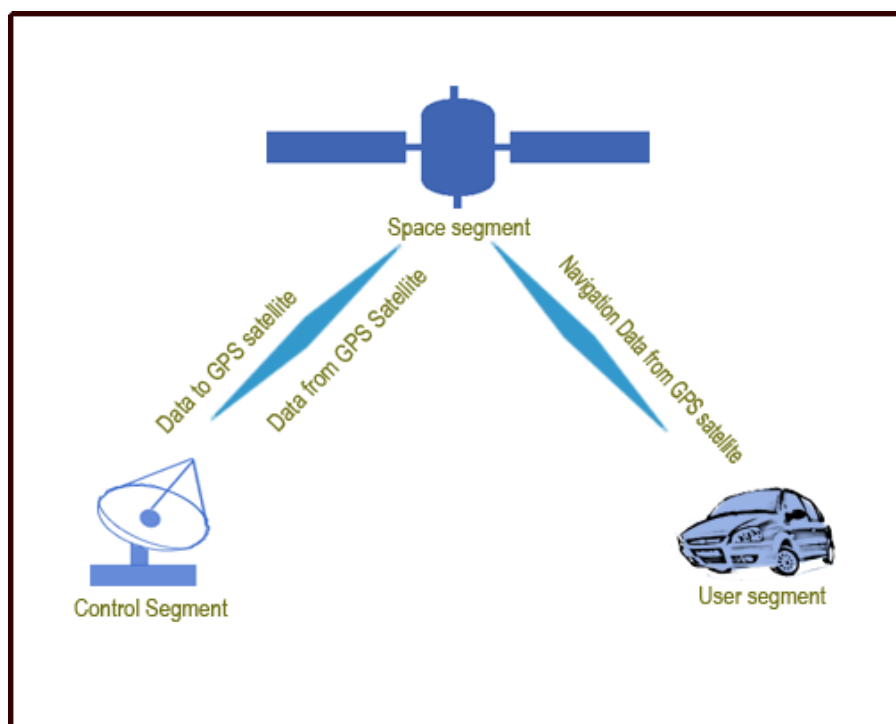 Space segment
Data to GPS satellite
Data from GPS Satellite
Navigation Data from GPS satellite
Control Segment
User segment